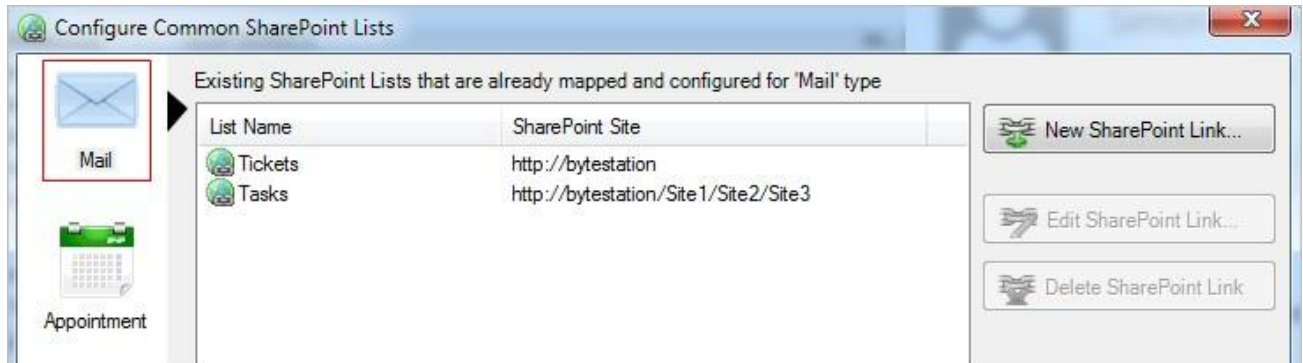 Configure Common SharePoint Lists
Existing SharePoint Lists that are already mapped and configured for 'Mail' type
List Name SharePoint Site
Tickets http://bytestation
Tasks http://bytestation/Site1/Site2/Site3
Mail
Appointment
New SharePoint Link...
Edit SharePoint Link...
Delete SharePoint Link